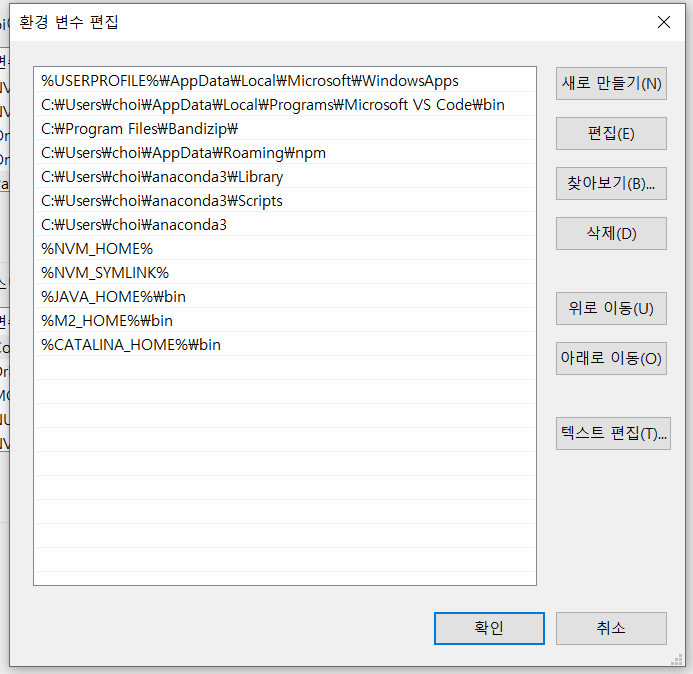 환경 변수 편집
%USERPROFILE%₩AppData₩Local₩Microsoft₩WindowsApps
C:₩Users₩choi₩AppData₩Local₩Programs₩Microsoft VS Code₩bin
C:₩Program Files₩Bandizip₩
C:₩Users₩choi₩AppData₩Roaming₩npm
C:₩Users₩choi₩anaconda3₩Library
C:₩Users₩choi₩anaconda3₩Scripts
C:₩Users₩choi₩anaconda3
%NVM_HOME%
%NVM_SYMLINK%
%JAVA_HOME%₩bin
%M2_HOME%₩bin
%CATALINA_HOME%₩bin
새로 만들기(N)
편집(E)
찾아보기(B)...
삭제(D)
위로 이동(U)
아래로 이동(O)
텍스트 편집(T)...
확인
취소